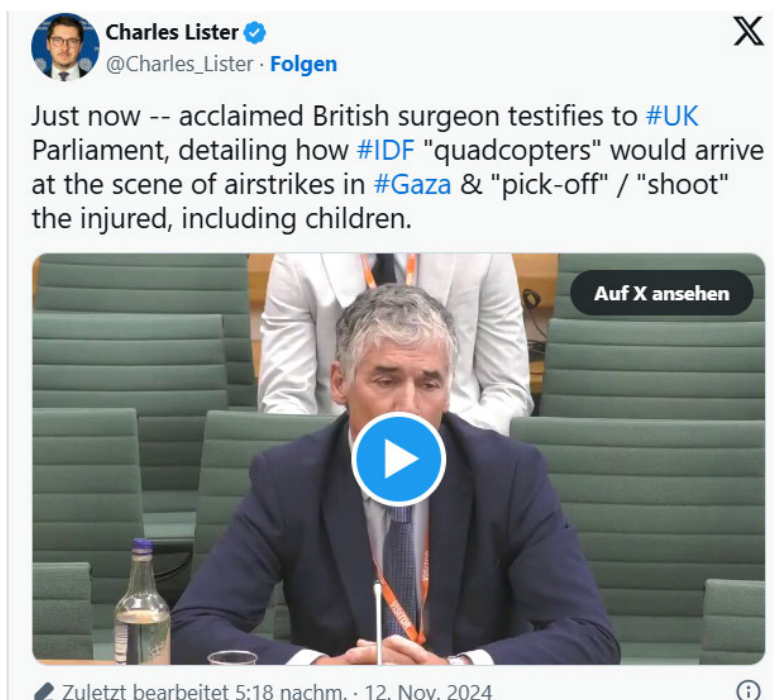 Charles Lister
@Charles_Lister · Folgen
Just now -- acclaimed British surgeon testifies to #UK
Parliament, detailing how #IDF "quadcopters" would arrive
at the scene of airstrikes in #Gaza & "pick-off" / "shoot"
the injured, including children.
Auf X ansehen
VISITOR
Zuletzt bearbeitet 5:18 nachm. · 12. Nov. 2024